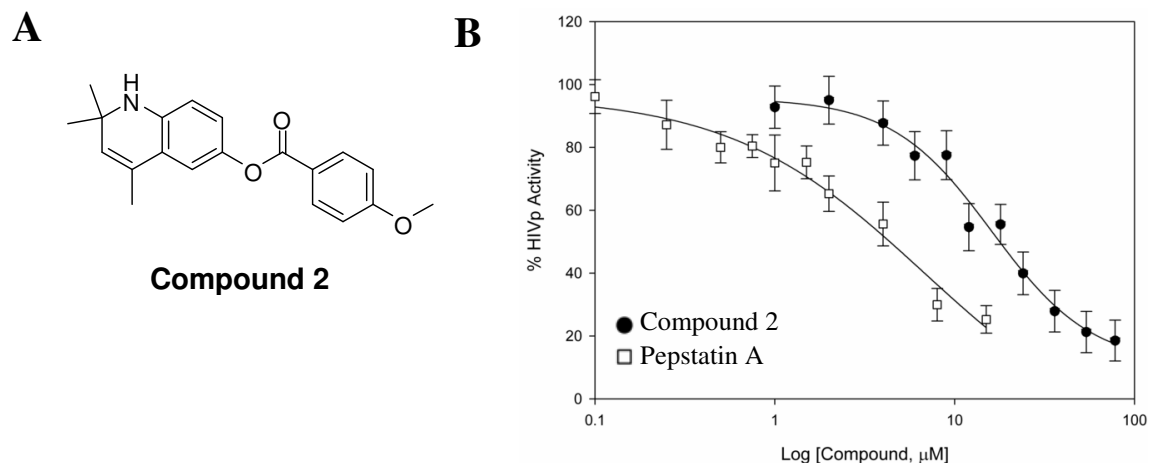 A
H
N
O
O
O
Compound 2
B
120
100
80
60
40
20
0
% HIVp Activity
Compound 2
Pepstatin A
0.1
1
10
100
Log [Compound, μM]